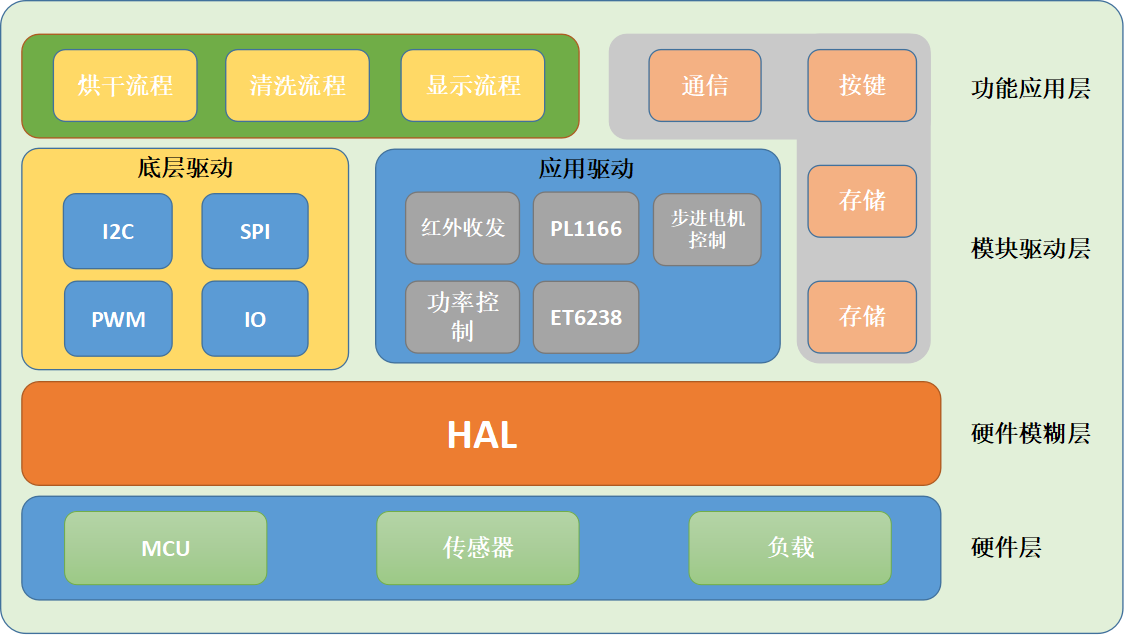 烘干流程
清洗流程
显示流程
通信
按键
功能应用层
底层驱动
I2C
SPI
PWM
IO
应用驱动
红外收发
PL1166
步进电机
控制
功率控
制
ET6238
存储
存储
模块驱动层
HAL
硬件模糊层
MCU
传感器
负载
硬件层